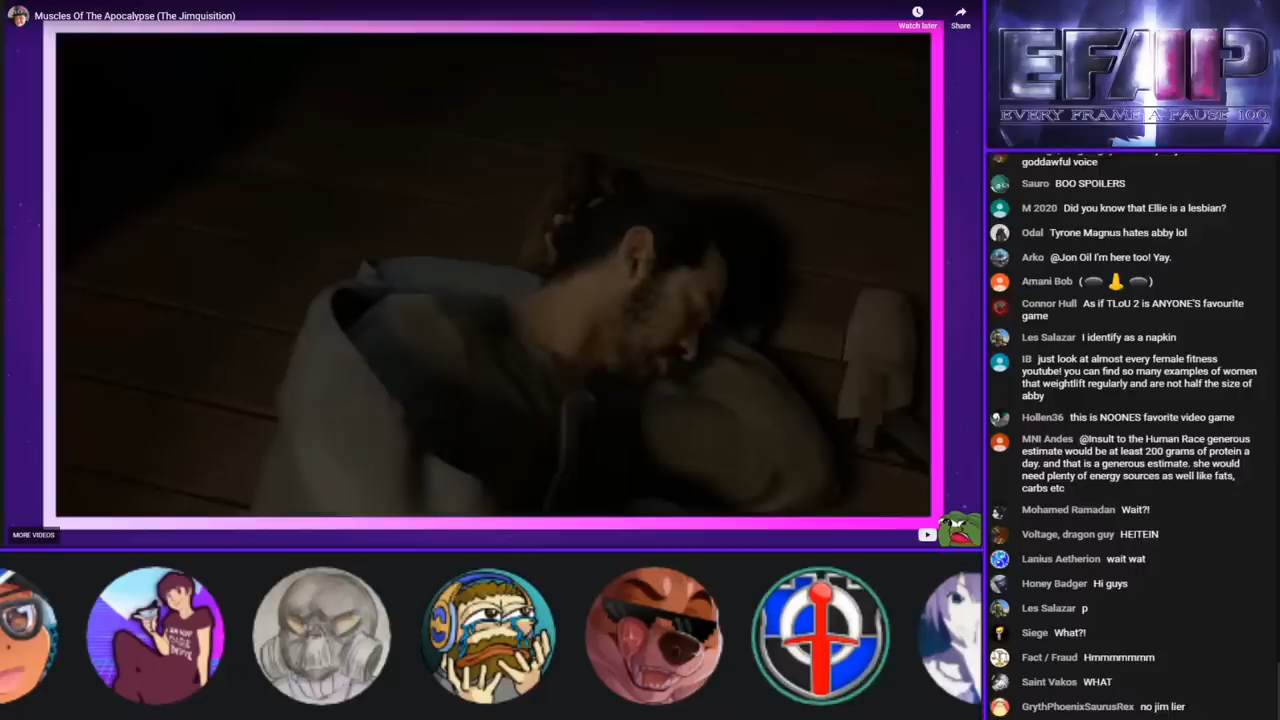 Muscles Of The Apocalypse (The Jimquisition)
Watch later
Share
MORE VIDEOS
EFAP
EVERY FRAME A PAUSE 100
goddawful voice
Sauro BOO SPOILERS
M 2020 Did you know that Ellie is a lesbian?
Odal Tyrone Magnus hates abby lol
Arko @Jon Oil I'm here too! Yay.
Amani Bob (🕳️👃🕳️)
Connor Hull As if TLoU 2 is ANYONE'S favourite
game
Les Salazar I identify as a napkin
IB just look at almost every female fitness
youtube! you can find so many examples of women
that weightlift regularly and are not half the size of
abby
Hollen36 this is NOONES favorite video game
MNI Andes @Insult to the Human Race generous
estimate would be at least 200 grams of protein a
day. and that is a generous estimate. she would
need plenty of energy sources as well like fats,
carbs etc
Mohamed Ramadan Wait?!
Voltage, dragon guy HEITEIN
Lanius Aetherion wait wat
Honey Badger Hi guys
Les Salazar p
Siege What?!
Fact / Fraud Hmmmmmmm
Saint Vakos WHAT
GrythPhoenixSaurusRex no jim lier